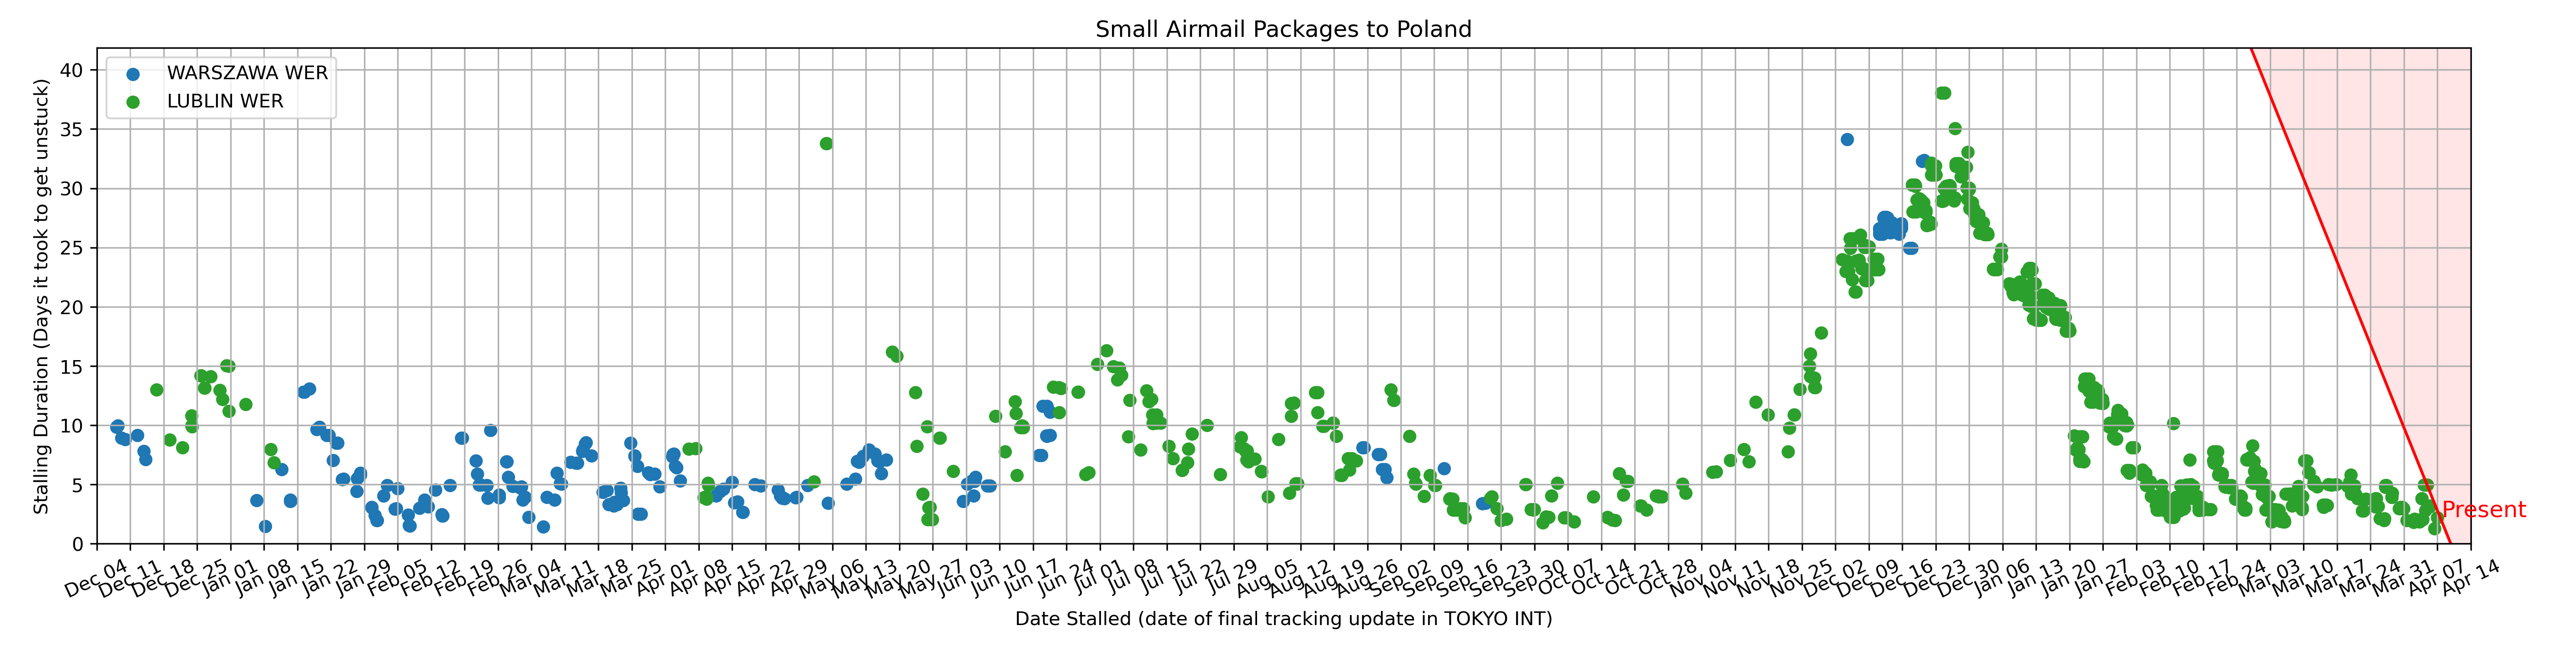 Small Airmail Packages to Poland
WARSZAWA WER
LUBLIN WER
Stalling Duration (Days it took to get unstuck)
40
35
30
25
20
15
10
5
0
Present
Dec 04 Dec 11 Dec 18 Dec 25 Jan 01 Jan 08 Jan 15 Jan 22 Jan 29 Feb 05 Feb 12 Feb 19 Feb 26 Mar 04 Mar 11 Mar 18 Mar 25 Apr 01 Apr 08 Apr 15 Apr 22 Apr 29 May 06 May 13 May 20 May 27 Jun 03 Jun 10 Jun 17 Jun 24 Jul 01 Jul 08 Jul 15 Jul 22 Jul 29 Aug 05 Aug 12 Aug 19 Aug 26 Sep 02 Sep 09 Sep 16 Sep 23 Sep 30 Oct 07 Oct 14 Oct 21 Oct 28 Nov 04 Nov 11 Nov 18 Nov 25 Dec 02 Dec 09 Dec 16 Dec 23 Dec 30 Jan 06 Jan 13 Jan 20 Jan 27 Feb 03 Feb 10 Feb 17 Feb 24 Mar 03 Mar 10 Mar 17 Mar 24 Mar 31 Apr 07 Apr 14
Date Stalled (date of final tracking update in TOKYO INT)